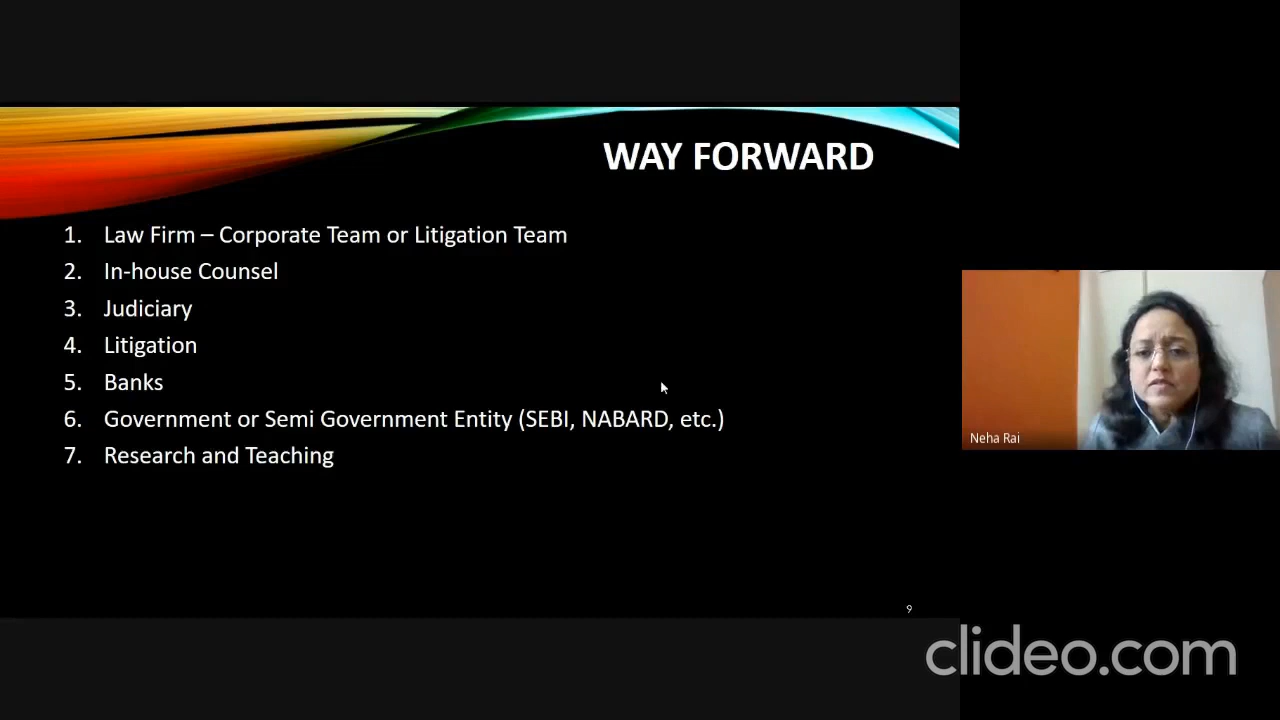 WAY FORWARD
1. Law Firm – Corporate Team or Litigation Team
2. In-house Counsel
3. Judiciary
4. Litigation
5. Banks
6. Government or Semi Government Entity (SEBI, NABARD, etc.)
7. Research and Teaching
Neha Rai
9
clideo.com